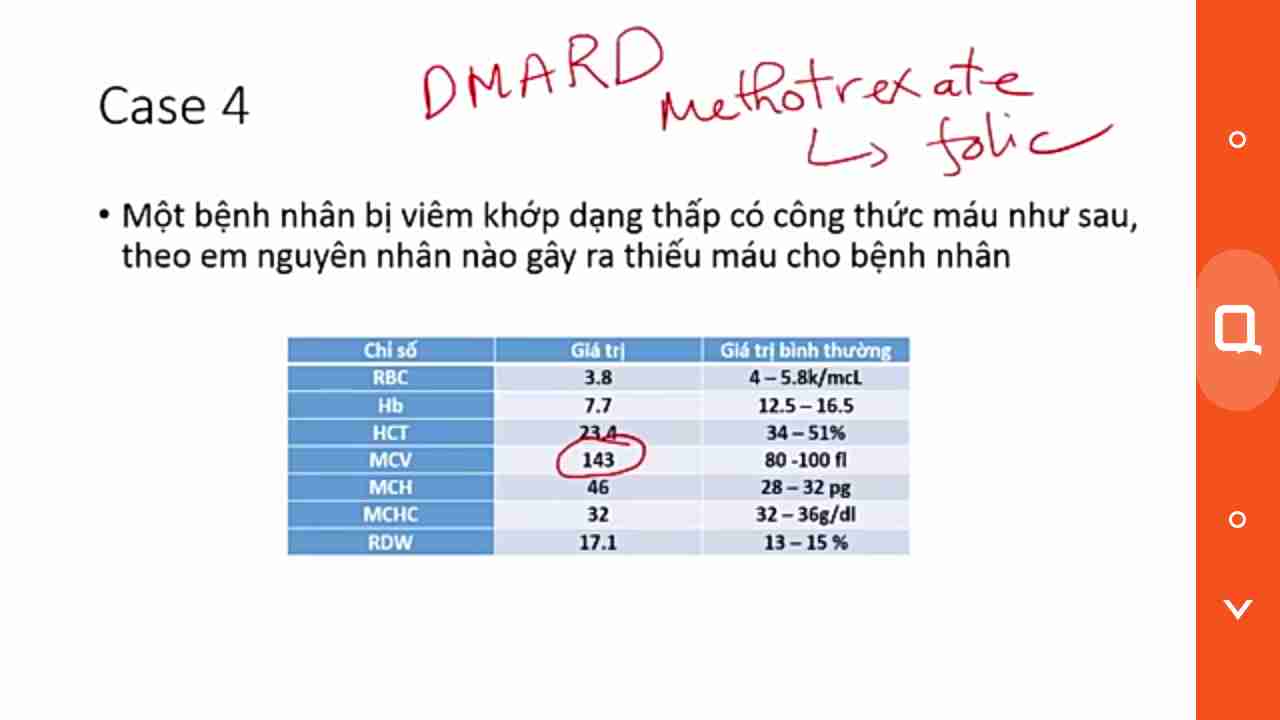 DMARD
Methotrexate
Case 4
↳ folic
• Một bệnh nhân bị viêm khớp dạng thấp có công thức máu như sau,
theo em nguyên nhân nào gây ra thiếu máu cho bệnh nhân
Chỉ số Giá trị Giá trị bình thường
RBC 3.8 4 – 5.8k/mcL
Hb 7.7 12.5 – 16.5
HCT 23.4 34 – 51%
MCV 143 80 -100 fl
MCH 46 28 – 32 pg
MCHC 32 32 – 36g/dl
RDW 17.1 13 – 15 %